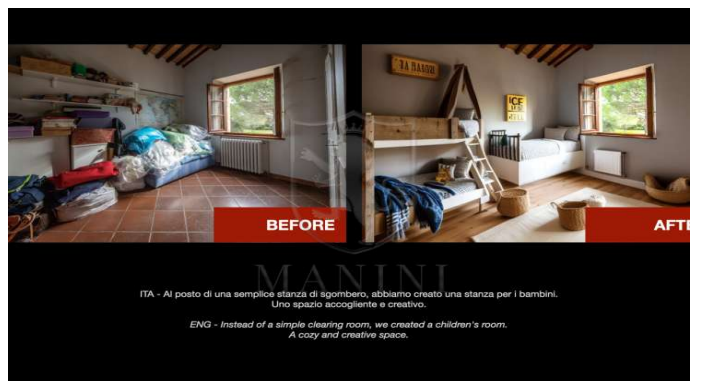 BEFORE
AFTE
MANINI
ITA - Al posto di una semplice stanza di sgombero, abbiamo creato una stanza per i bambini.
Uno spazio accogliente e creativo.
ENG - Instead of a simple clearing room, we created a children's room.
A cozy and creative space.